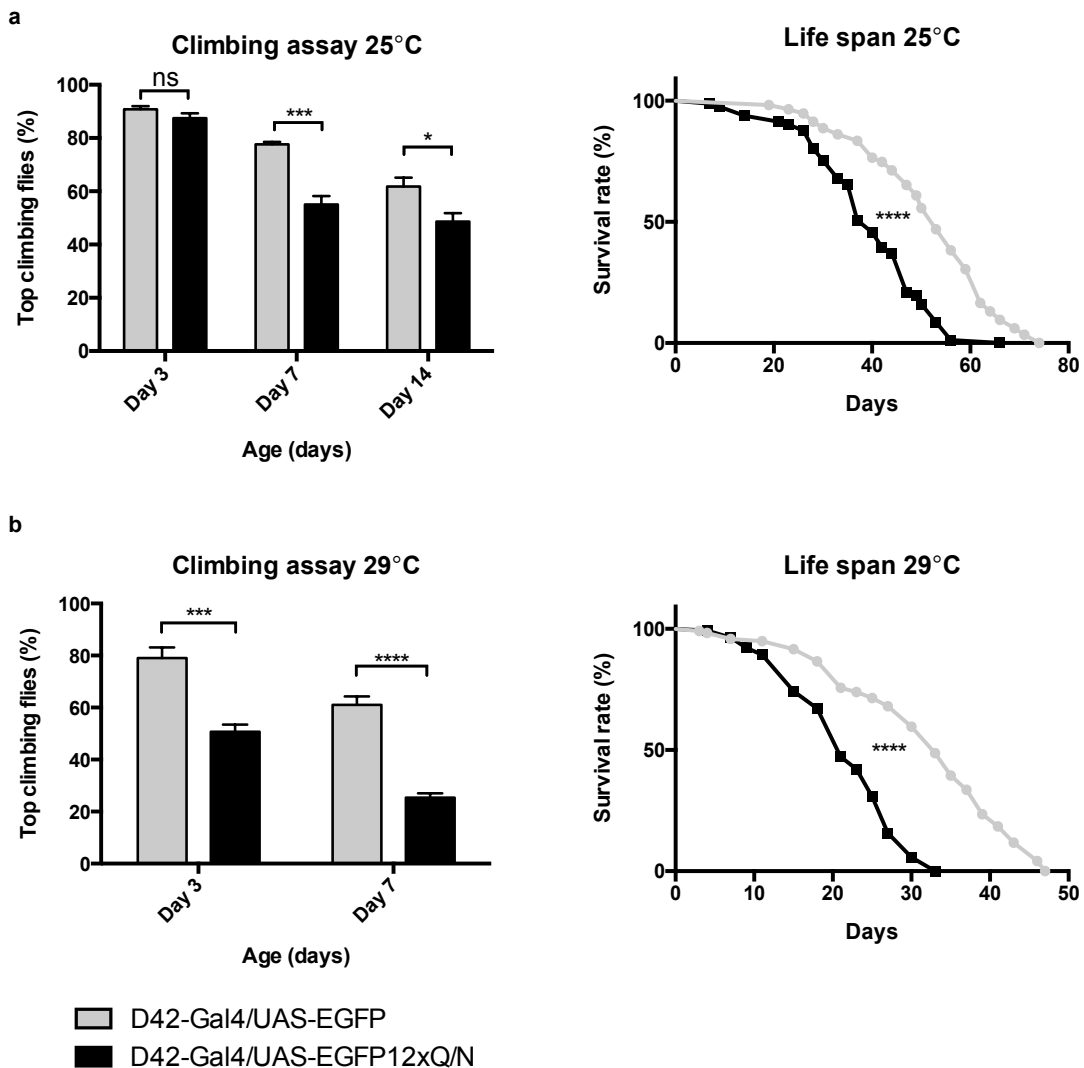 a
Climbing assay 25°C
Top climbing flies (%)
100
80
60
40
20
0
ns
***
*
Day 3
Day 7
Day 14
Age (days)
Life span 25°C
Survival rate (%)
100
50
0
****
0
20
40
60
80
Days
b
Climbing assay 29°C
Top climbing flies (%)
100
80
60
40
20
0
***
****
Day 3
Day 7
Age (days)
Life span 29°C
Survival rate (%)
100
50
0
****
0
10
20
30
40
50
Days
D42-Gal4/UAS-EGFP
D42-Gal4/UAS-EGFP12xQ/N